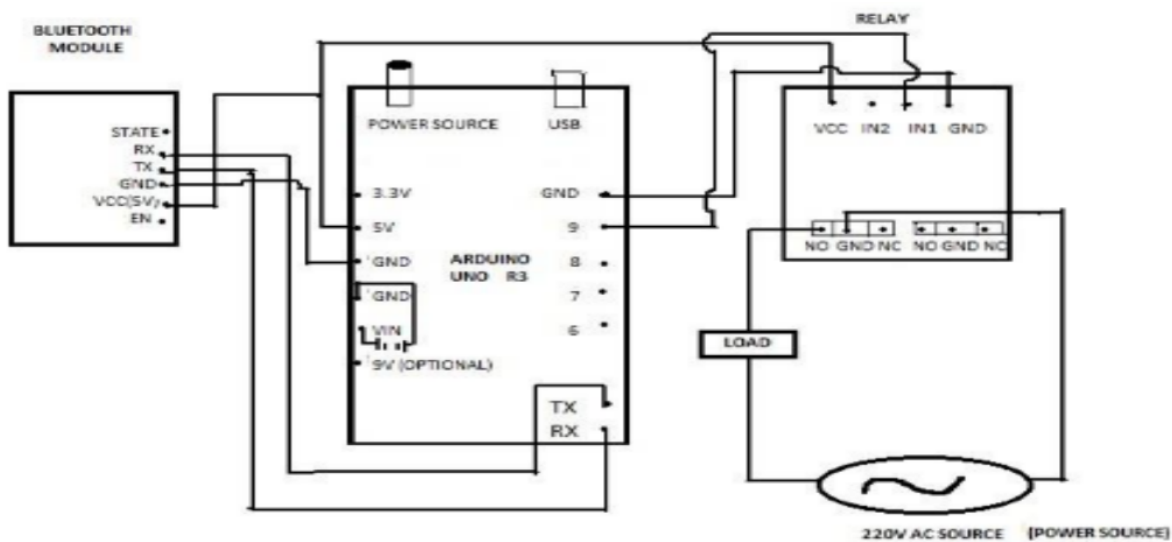 BLUETOOTH
MODULE
STATE
RX
TX
GND
VCC(5V)
EN
POWER SOURCE
USB
3.3V
5V
GND
GND
VIN
9V (OPTIONAL)
ARDUINO
UNO R3
GND
9
8
7
6
TX
RX
RELAY
VCC IN2 IN1 GND
NO GND NC NO GND NC
LOAD
220V AC SOURCE (POWER SOURCE)